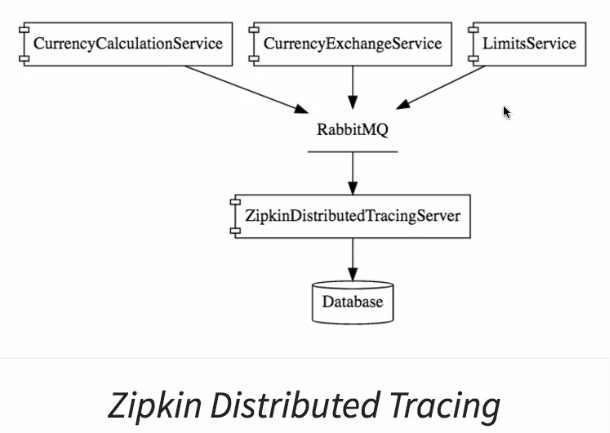 CurrencyCalculationService
CurrencyExchangeService
LimitsService
RabbitMQ
ZipkinDistributedTracingServer
Database
Zipkin Distributed Tracing